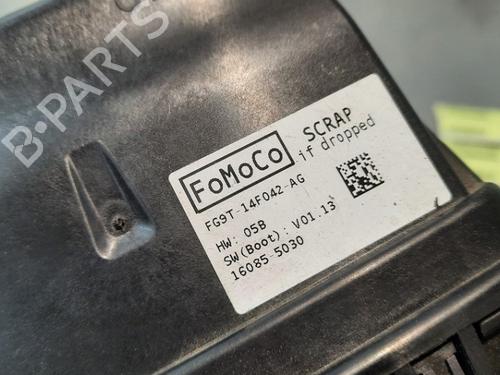 B-PARTS
FoMoCo
SCRAP
if dropped
FG9T-14F042-AG
HW: 05B
SW(Boot): V01.13
16085-5030